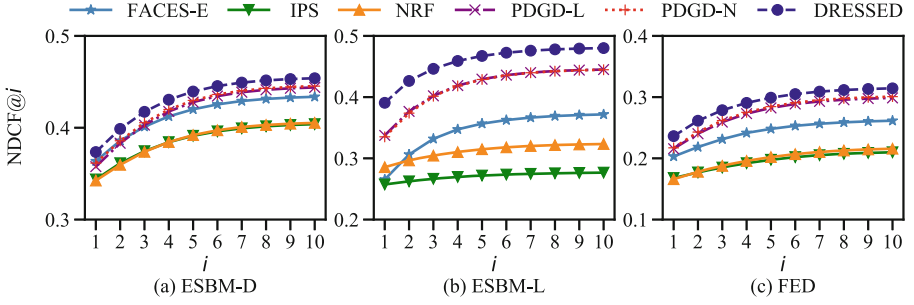 FACES-E IPS NRF PDGD-L PDGD-N DRESSED
NDCF@i
0.5
0.4
0.3
1 2 3 4 5 6 7 8 9 10
i
(a) ESBM-D
0.5
0.4
0.3
0.2
1 2 3 4 5 6 7 8 9 10
i
(b) ESBM-L
0.4
0.3
0.2
0.1
1 2 3 4 5 6 7 8 9 10
i
(c) FED